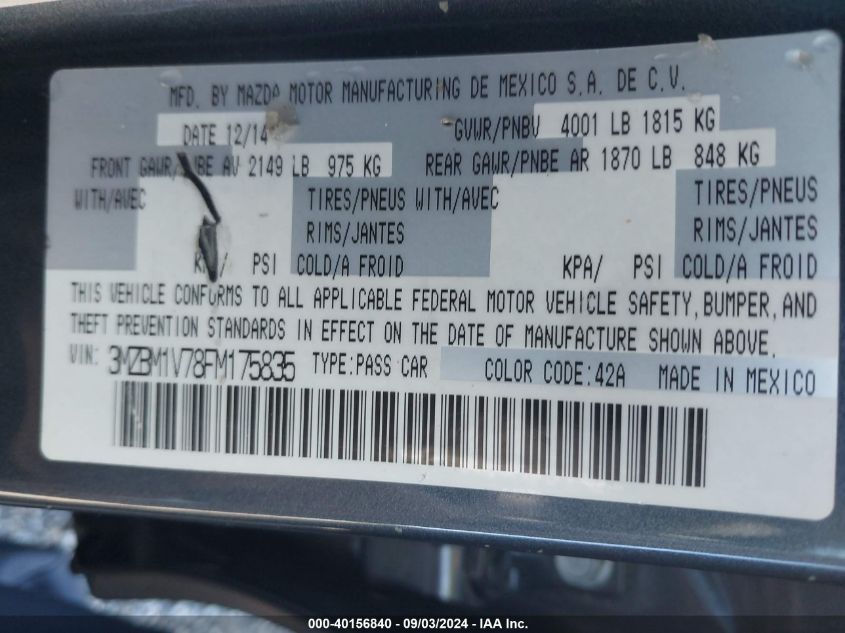 MFD. BY MAZDA MOTOR MANUFACTURING DE MEXICO S.A. DE C.V.
DATE 12/14 GVWR/PNBV 4001 LB 1815 KG
FRONT GAWR/PNBE AV 2149 LB 975 KG REAR GAWR/PNBE AR 1870 LB 848 KG
WITH/AVEC TIRES/PNEUS WITH/AVEC TIRES/PNEUS
RIMS/JANTES RIMS/JANTES
KPA/ PSI COLD/A FROID KPA/ PSI COLD/A FROID
THIS VEHICLE CONFORMS TO ALL APPLICABLE FEDERAL MOTOR VEHICLE SAFETY, BUMPER, AND
THEFT PREVENTION STANDARDS IN EFFECT ON THE DATE OF MANUFACTURE SHOWN ABOVE.
VIN: 3MZBM1V78FM175835 TYPE:PASS CAR COLOR CODE:42A MADE IN MEXICO
000-40156840 - 09/03/2024 - IAA Inc.